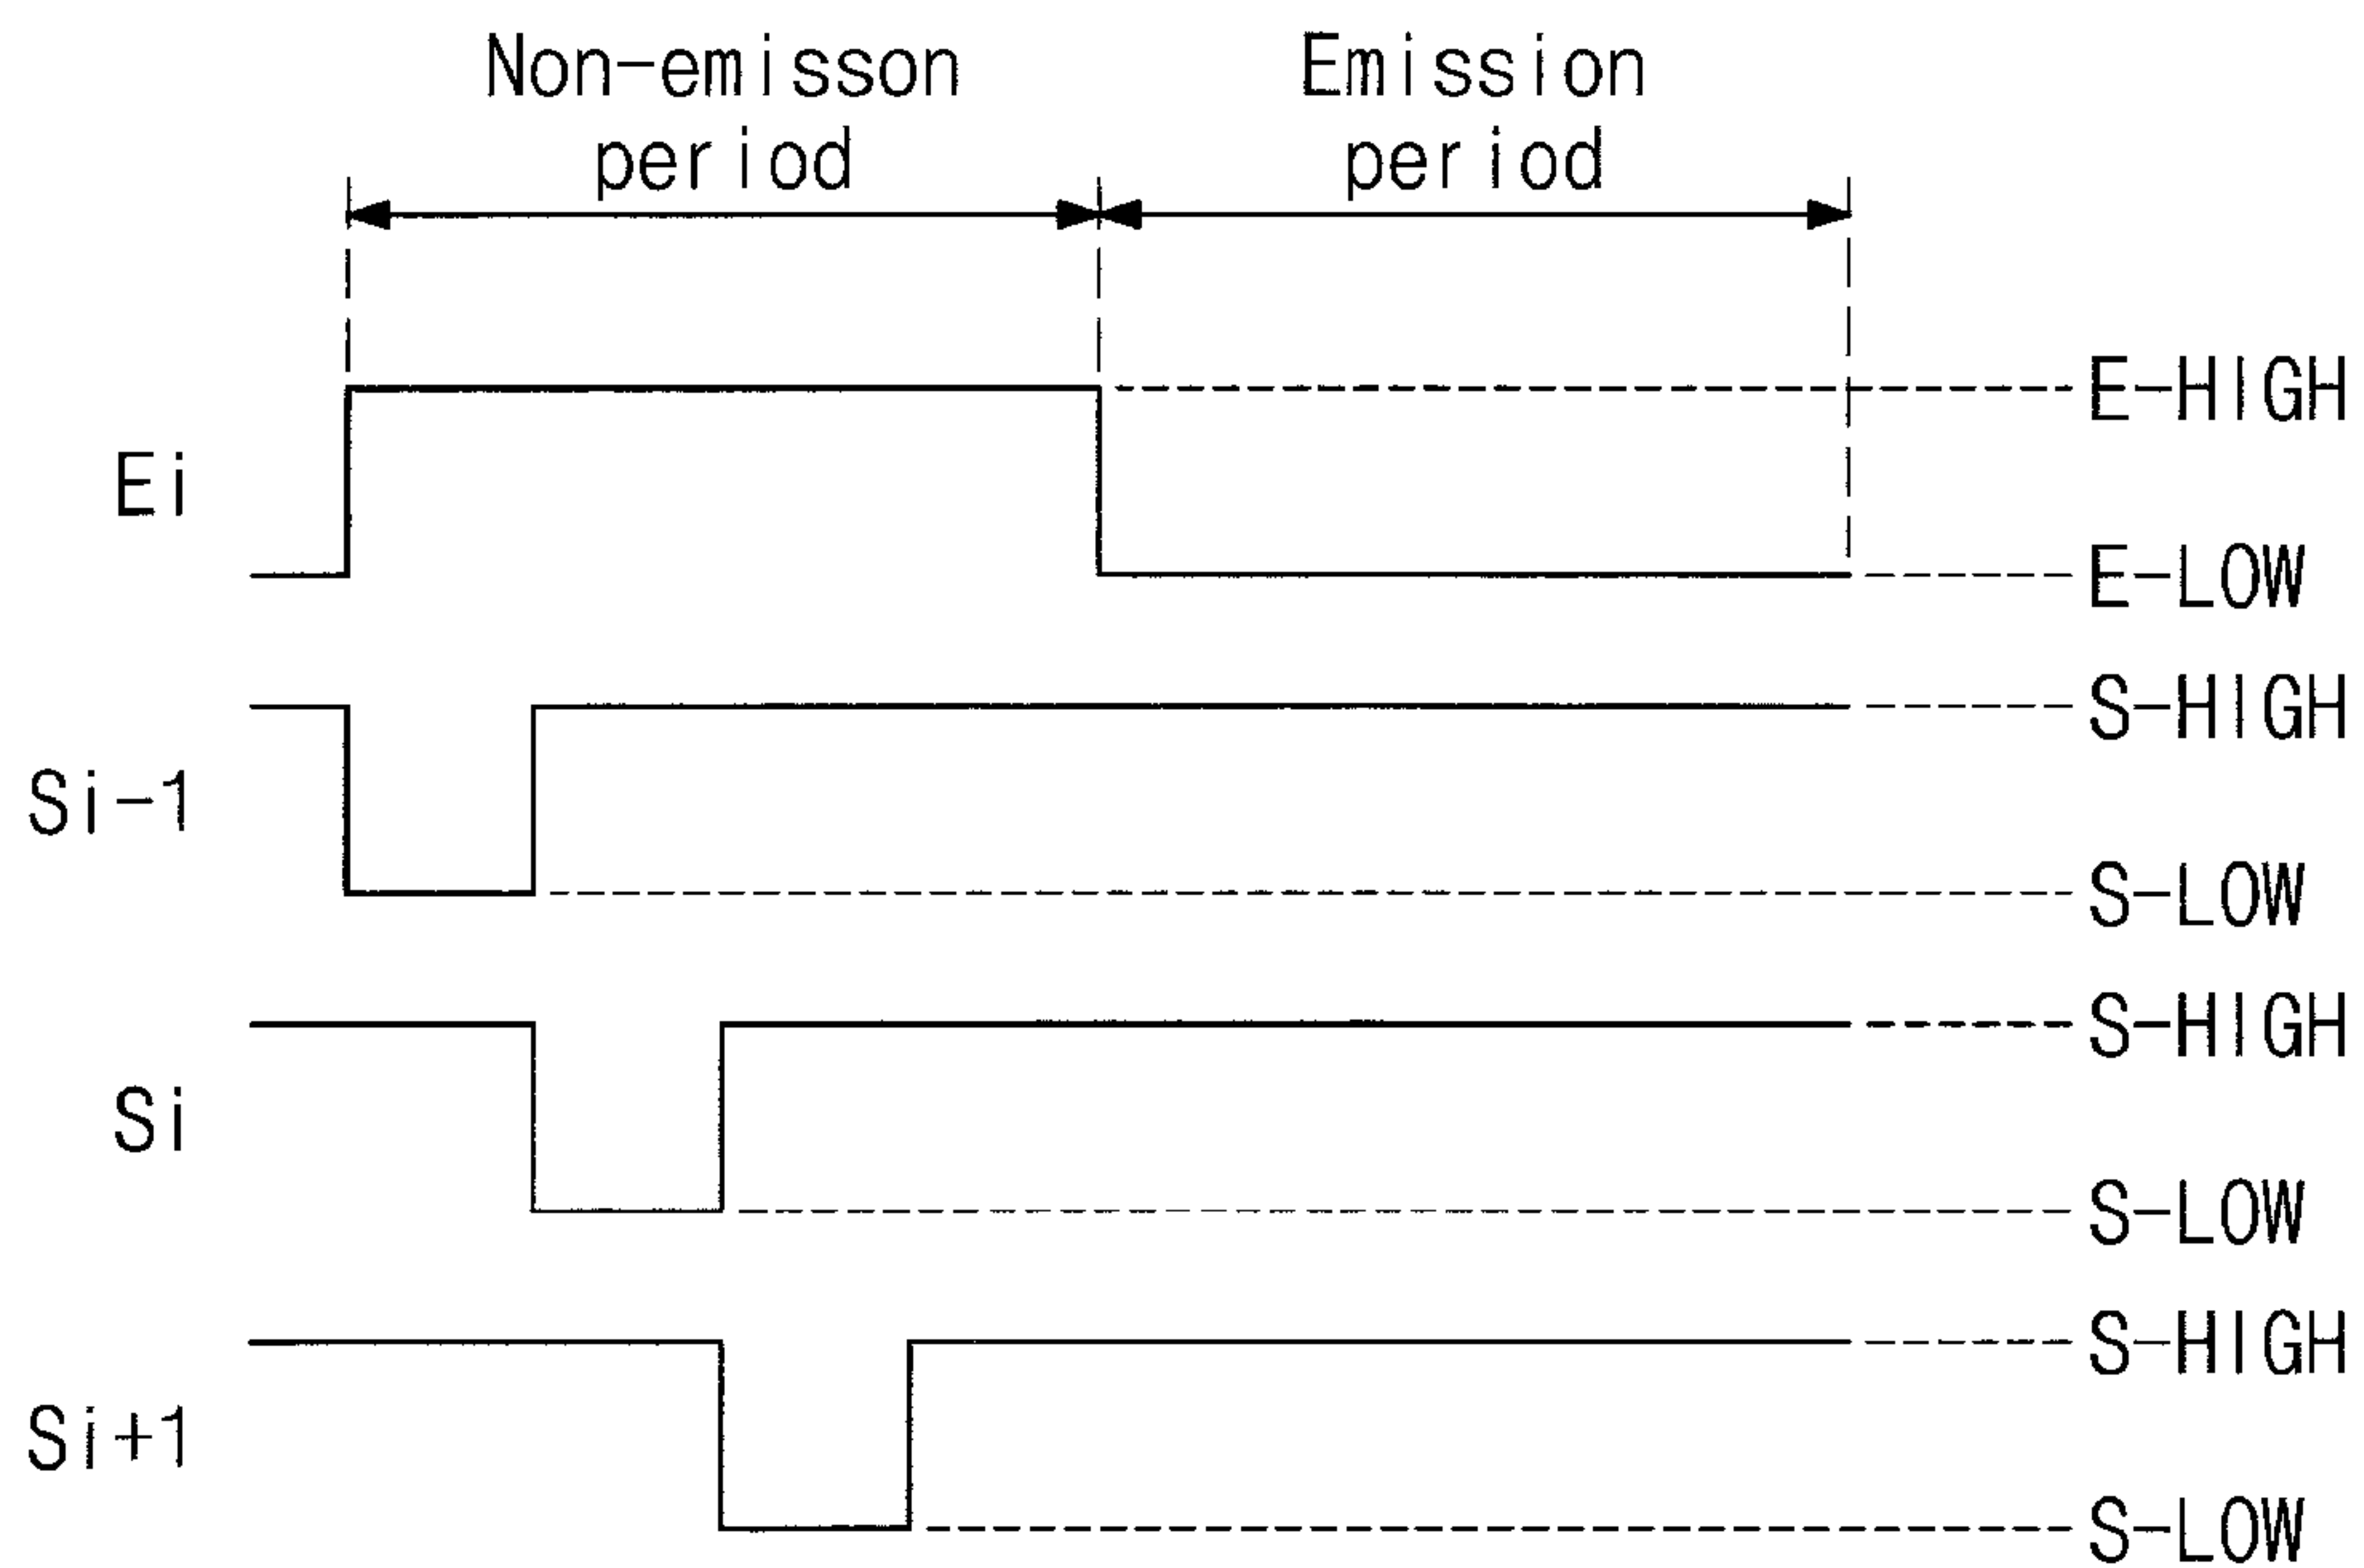 Non-emisson period
Emission period
E-HIGH
Ei
E-LOW
S-HIGH
Si-1
S-LOW
S-HIGH
Si
S-LOW
S-HIGH
Si+1
S-LOW